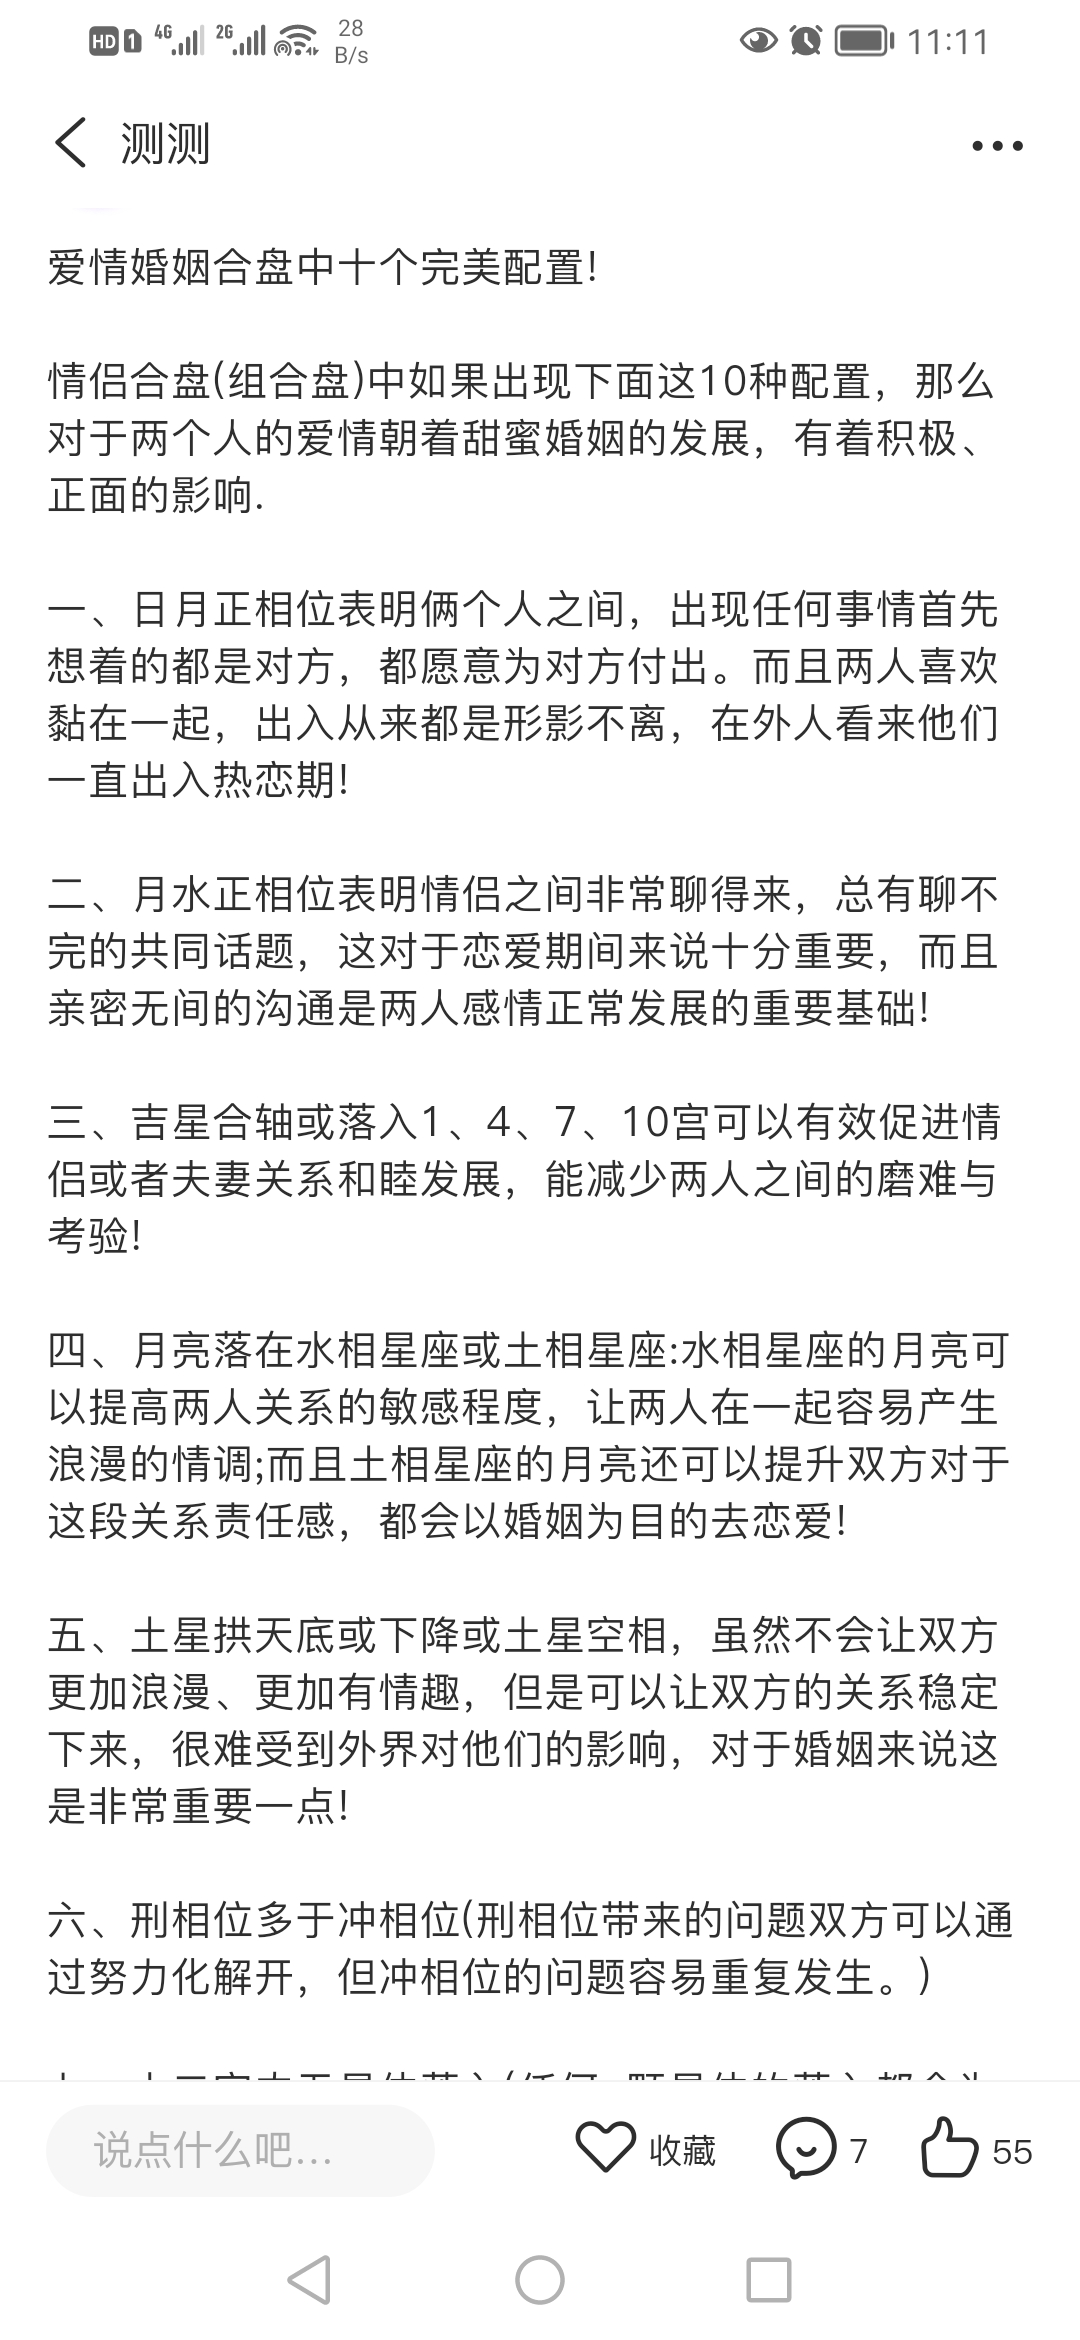 HD 1 4G 2G 28 B/s 11:11
测测
爱情婚姻合盘中十个完美配置!
情侣合盘(组合盘)中如果出现下面这10种配置，那么
对于两个人的爱情朝着甜蜜婚姻的发展，有着积极、
正面的影响.
一、日月正相位表明俩个人之间，出现任何事情首先
想着的都是对方，都愿意为对方付出。而且两人喜欢
黏在一起，出入从来都是形影不离，在外人看来他们
一直出入热恋期!
二、月水正相位表明情侣之间非常聊得来，总有聊不
完的共同话题，这对于恋爱期间来说十分重要，而且
亲密无间的沟通是两人感情正常发展的重要基础!
三、吉星合轴或落入1、4、7、10宫可以有效促进情
侣或者夫妻关系和睦发展，能减少两人之间的磨难与
考验!
四、月亮落在水相星座或土相星座:水相星座的月亮可
以提高两人关系的敏感程度，让两人在一起容易产生
浪漫的情调;而且土相星座的月亮还可以提升双方对于
这段关系责任感，都会以婚姻为目的去恋爱!
五、土星拱天底或下降或土星空相，虽然不会让双方
更加浪漫、更加有情趣，但是可以让双方的关系稳定
下来，很难受到外界对他们的影响，对于婚姻来说这
是非常重要一点!
六、刑相位多于冲相位(刑相位带来的问题双方可以通
过努力化解开，但冲相位的问题容易重复发生。)
说点什么吧... 收藏 7 55